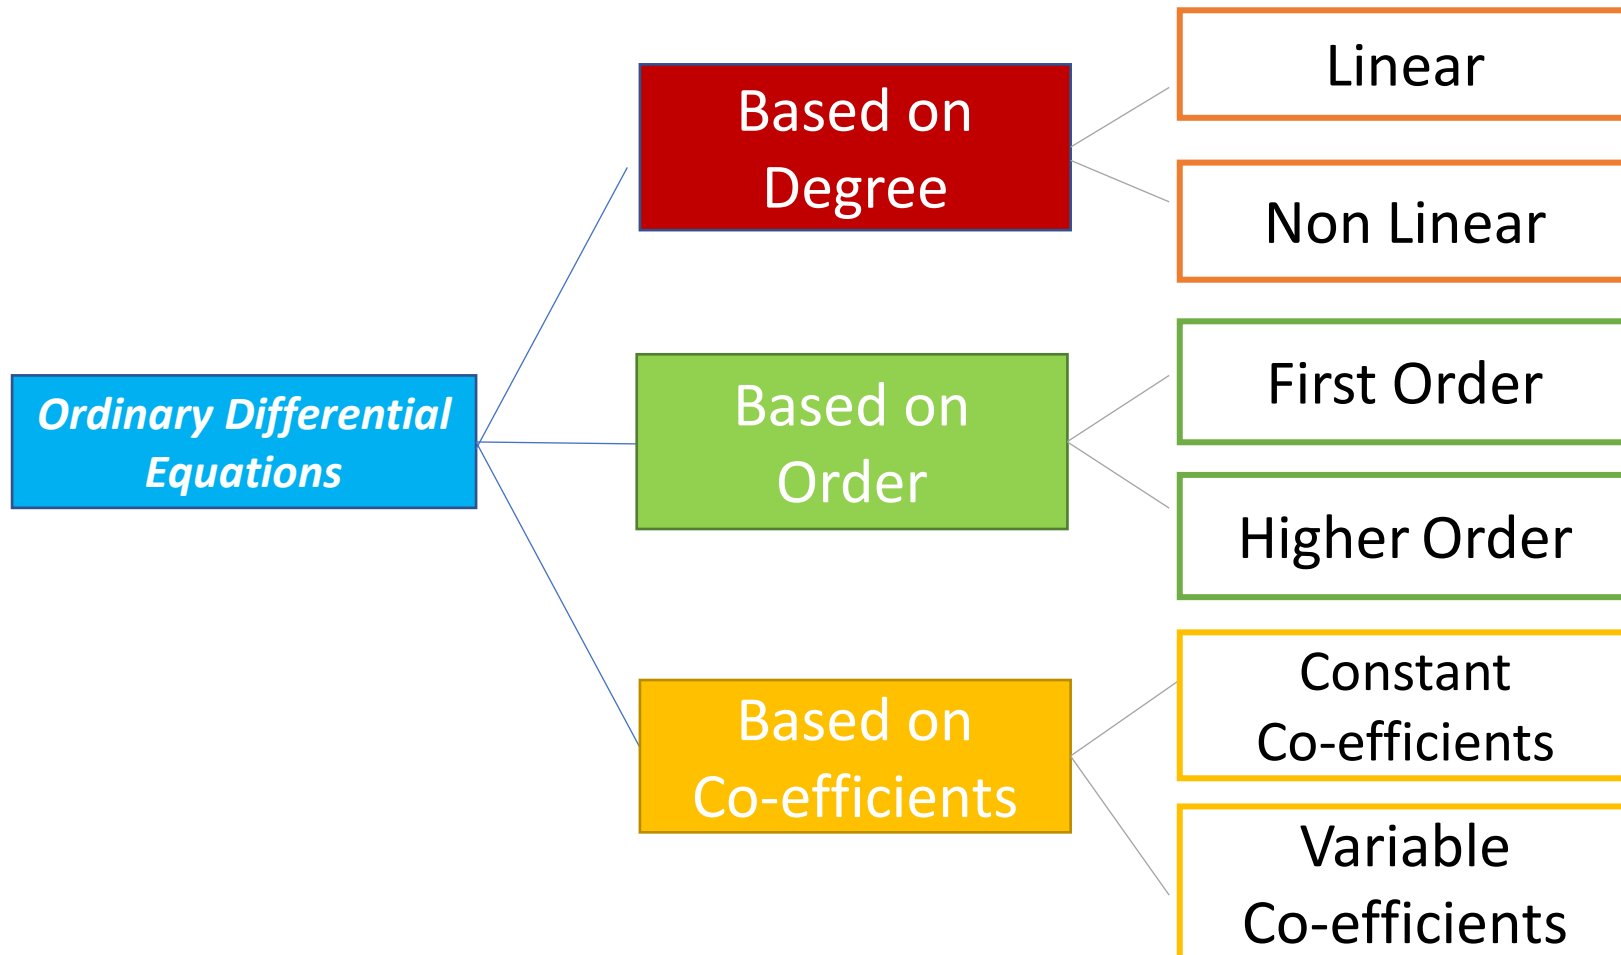 Ordinary Differential
Equations
Based on
Degree
Linear
Non Linear
Based on
Order
First Order
Higher Order
Based on
Co-efficients
Constant
Co-efficients
Variable
Co-efficients